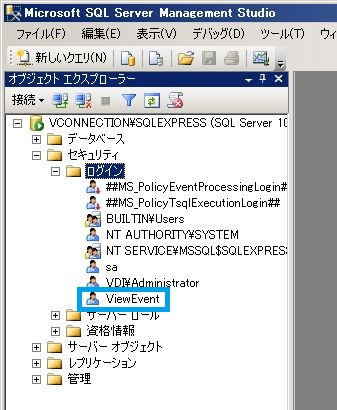 Microsoft SQL Server Management Studio
ファイル(F) 編集(E) 表示(V) デバッグ(D) ツール(T) ウィ
新しいクエリ(N)
オブジェクト エクスプローラー
接続
VCONNECTION¥SQLEXPRESS (SQL Server 10
データベース
セキュリティ
ログイン
##MS_PolicyEventProcessingLogin#
##MS_PolicyTsqlExecutionLogin##
BUILTIN¥Users
NT AUTHORITY¥SYSTEM
NT SERVICE¥MSSQL$SQLEXPRES
sa
VDI¥Administrator
ViewEvent
サーバー ロール
資格情報
サーバー オブジェクト
レプリケーション
管理